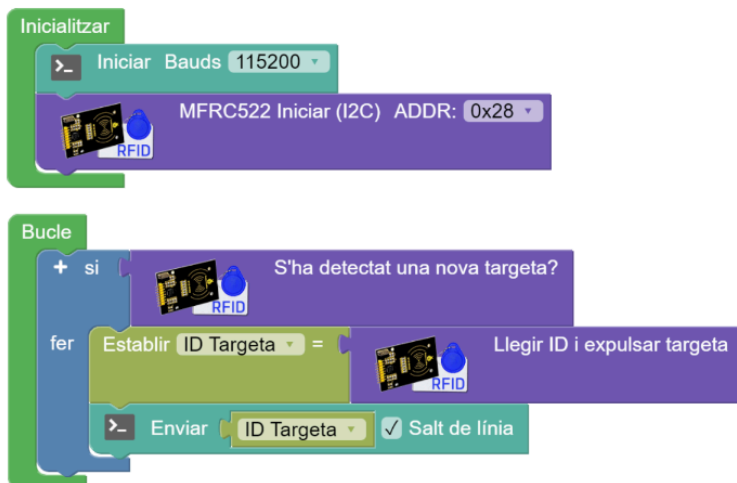 Inicialitzar
>_ Iniciar Bauds 115200
MFRC522 Iniciar (I2C) ADDR: 0x28
RFID
Bucle
+ si S'ha detectat una nova targeta?
RFID
fer Establir ID Targeta = Llegir ID i expulsar targeta
RFID
>_ Enviar ID Targeta ✓ Salt de línia